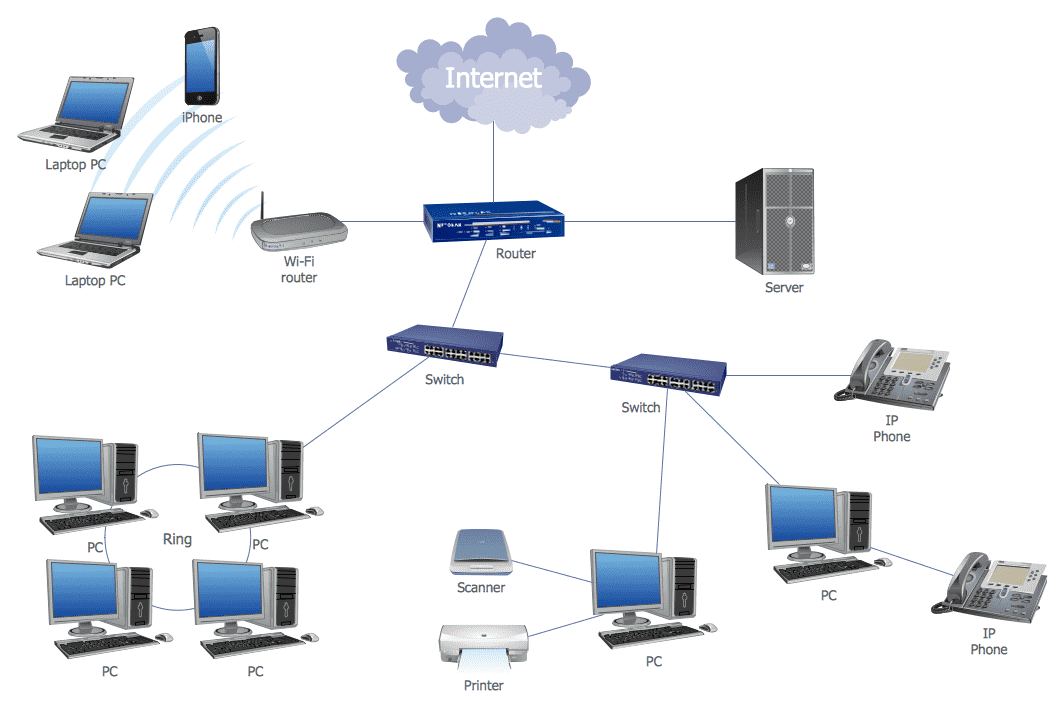 Internet
iPhone
Laptop PC
Laptop PC
Wi-Fi
router
Router
Server
Switch
Switch
IP
Phone
PC
Ring
PC
PC
PC
Scanner
Printer
PC
PC
IP
Phone